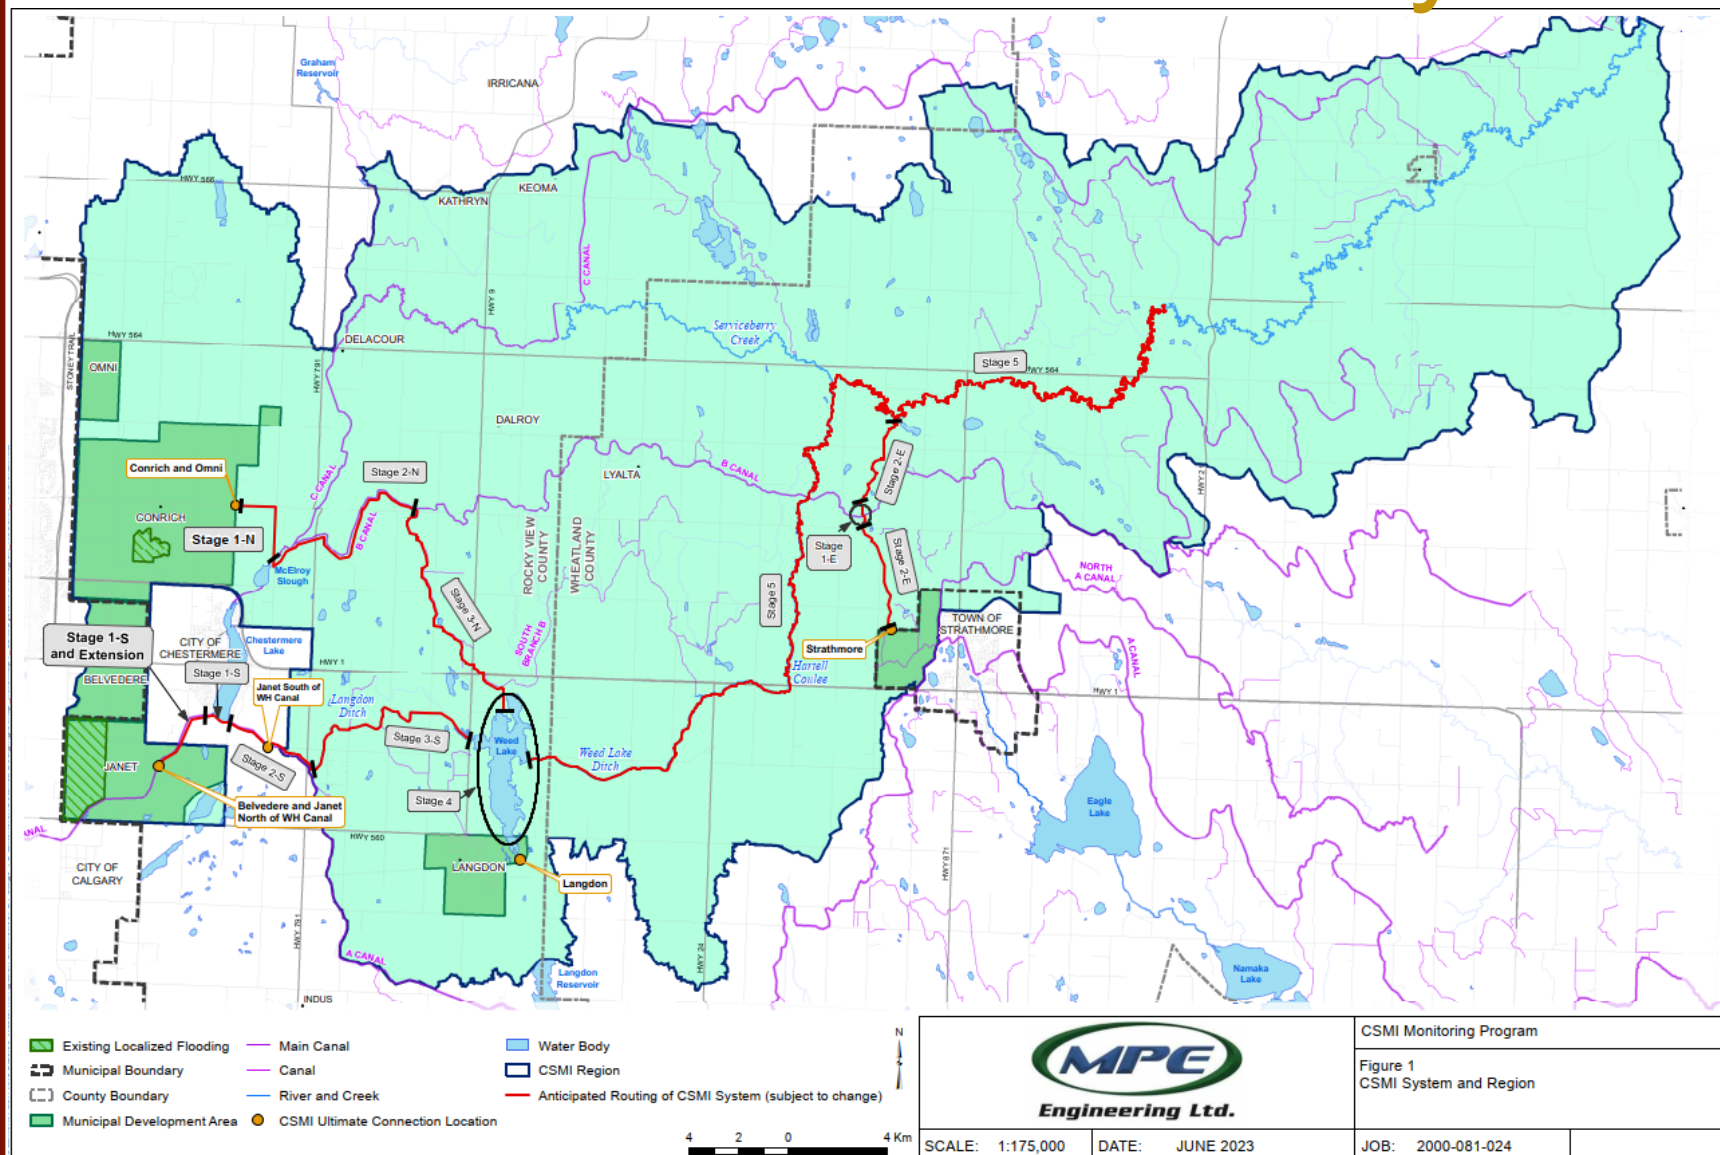 Graham
Reservoir
IRRICANA
HWY 566
KATHRYN
KEOMA
C CANAL
HWY 9
STONEY TRAIL
HWY 564
OMNI
HWY 791
DELACOUR
Serviceberry
Creek
Stage 5
HWY 564
DALROY
Conrich and Omni
C CANAL
Stage 2-N
LYALTA
B CANAL
Stage 2-E
HWY 21
CONRICH
Stage 1-N
B CANAL
ROCKY VIEW
COUNTY
WHEATLAND
COUNTY
Stage
1-E
Stage 2-E
McElroy
Slough
NORTH
A CANAL
Stage 3-N
Stage 5
Stage 1-S
and Extension
CITY OF
CHESTERMERE
Chestermere
Lake
SOUTH
BRANCH B
TOWN OF
STRATHMORE
Strathmore
A CANAL
HWY 1
Stage 1-S
BELVEDERE
Janet South of
WH Canal
Langdon
Ditch
Harrell
Coulee
HWY 1
Stage 3-S
Weed
Lake
Weed Lake
Ditch
JANET
Stage 2-S
Stage 4
Belvedere and Janet
North of WH Canal
Eagle
Lake
CANAL
HWY 560
CITY OF
CALGARY
LANGDON
Langdon
HWY 871
HWY 791
HWY 24
A CANAL
Langdon
Reservoir
Namaka
Lake
INDUS
Existing Localized Flooding
Municipal Boundary
County Boundary
Municipal Development Area
Main Canal
Canal
River and Creek
CSMI Ultimate Connection Location
Water Body
CSMI Region
Anticipated Routing of CSMI System (subject to change)
N
4 2 0 4 Km
MPE
Engineering Ltd.
CSMI Monitoring Program
Figure 1
CSMI System and Region
SCALE: 1:175,000
DATE: JUNE 2023
JOB: 2000-081-024